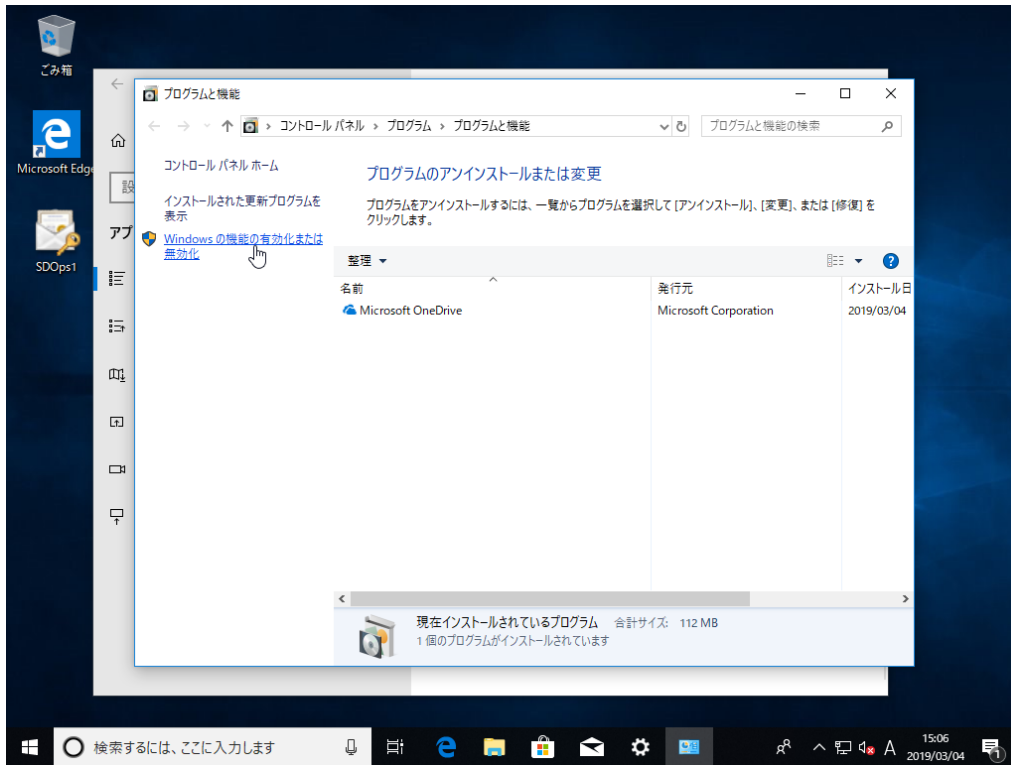 ごみ箱
Microsoft Edge
SDOps1
設
アプ
プログラムと機能
コントロール パネル › プログラム › プログラムと機能
プログラムと機能の検索
コントロール パネル ホーム
インストールされた更新プログラムを
表示
Windows の機能の有効化または
無効化
プログラムのアンインストールまたは変更
プログラムをアンインストールするには、一覧からプログラムを選択して [アンインストール]、[変更]、または [修復] を
クリックします。
整理
名前 発行元 インストール日
Microsoft OneDrive Microsoft Corporation 2019/03/04
現在インストールされているプログラム 合計サイズ: 112 MB
1 個のプログラムがインストールされています
検索するには、ここに入力します
A
15:06
2019/03/04
1